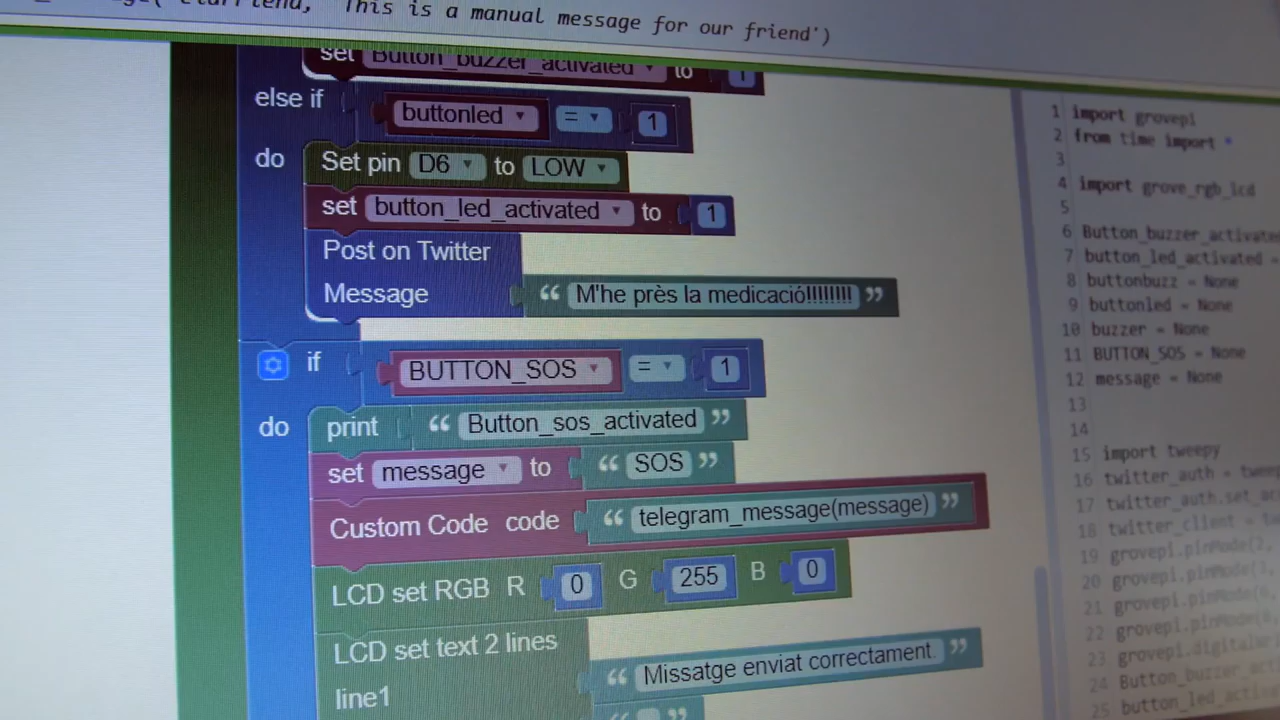 This is a manual message for our friend')
set Button_buzzer_activated to 1
else if buttonled = 1
do Set pin D6 to LOW
set button_led_activated to 1
Post on Twitter
Message “ M'he près la medicació!!!!!!!! ”
if BUTTON_SOS = 1
do print “ Button_sos_activated ”
set message to “ SOS ”
Custom Code code “ telegram_message(message) ”
LCD set RGB R 0 G 255 B 0
LCD set text 2 lines
line1 “ Missatge enviat correctament. ”
1 import grovepi
2 from time import *
3
4 import grove_rgb_lcd
5
6 Button_buzzer_activated
7 button_led_activated =
8 buttonbuzz = None
9 buttonled = None
10 buzzer = None
11 BUTTON_SOS = None
12 message = None
13
14
15 import tweepy
16 twitter_auth = twee
17 twitter_auth.set_ac
18 twitter_client = t
19 grovepi.pinMode(2,
20 grovepi.pinMode(
21 grovepi.pinMode(
22 grovepi.pinMode(
23 grovepi.digitalWr
24 Button_buzzer_act
25 button_led_activ